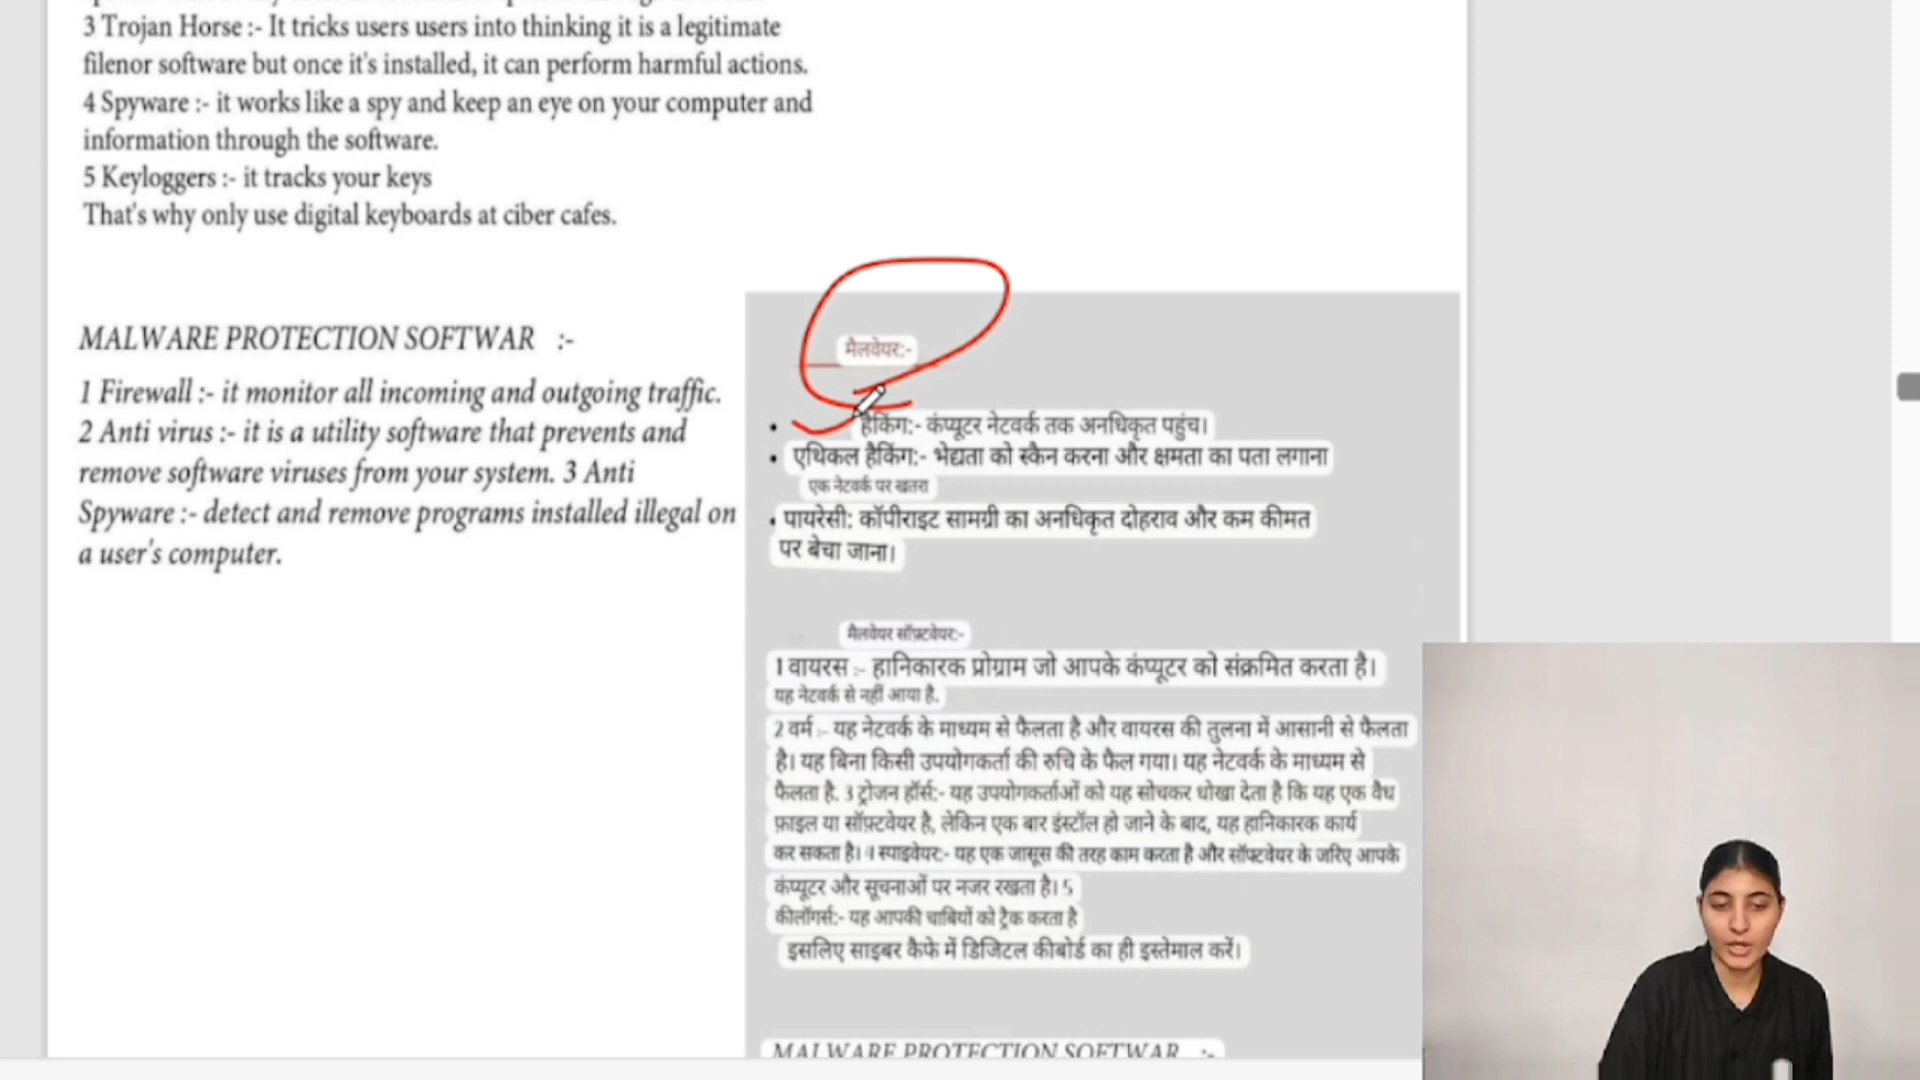 3 Trojan Horse :- It tricks users users into thinking it is a legitimate
filenor software but once it's installed, it can perform harmful actions.
4 Spyware :- it works like a spy and keep an eye on your computer and
information through the software.
5 Keyloggers :- it tracks your keys
That's why only use digital keyboards at ciber cafes.
MALWARE PROTECTION SOFTWAR :-
1 Firewall :- it monitor all incoming and outgoing traffic.
2 Anti virus :- it is a utility software that prevents and
remove software viruses from your system. 3 Anti
Spyware :- detect and remove programs installed illegal on
a user's computer.
मैलवेयर:-
• हैकिंग:- कंप्यूटर नेटवर्क तक अनधिकृत पहुंच।
• एथिकल हैकिंग:- भेद्यता को स्कैन करना और क्षमता का पता लगाना
एक नेटवर्क पर खतरा
• पायरेसी: कॉपीराइट सामग्री का अनधिकृत दोहराव और कम कीमत
पर बेचा जाना।
मैलवेयर सॉफ़्टवेयर:-
1 वायरस :- हानिकारक प्रोग्राम जो आपके कंप्यूटर को संक्रमित करता है।
यह नेटवर्क से नहीं आया है.
2 वर्म :- यह नेटवर्क के माध्यम से फैलता है और वायरस की तुलना में आसानी से फैलता
है। यह बिना किसी उपयोगकर्ता की रुचि के फैल गया। यह नेटवर्क के माध्यम से
फैलता है. 3 ट्रोजन हॉर्स:- यह उपयोगकर्ताओं को यह सोचकर धोखा देता है कि यह एक वैध
फ़ाइल या सॉफ़्टवेयर है, लेकिन एक बार इंस्टॉल हो जाने के बाद, यह हानिकारक कार्य
कर सकता है। 4 स्पाइवेयर:- यह एक जासूस की तरह काम करता है और सॉफ्टवेयर के जरिए आपके
कंप्यूटर और सूचनाओं पर नजर रखता है। 5
कीलॉगर्स:- यह आपकी चाबियों को ट्रैक करता है
इसलिए साइबर कैफे में डिजिटल कीबोर्ड का ही इस्तेमाल करें।
MALWARE PROTECTION SOFTWAR :-